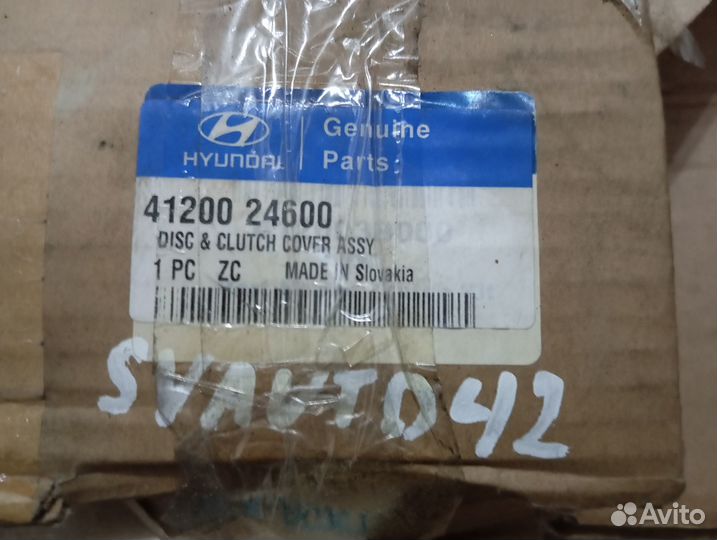 HYUNDAI
Genuine
Parts
41200 24600
DISC & CLUTCH COVER ASSY
1 PC ZC MADE IN Slovakia
SVAUTO42
Avito